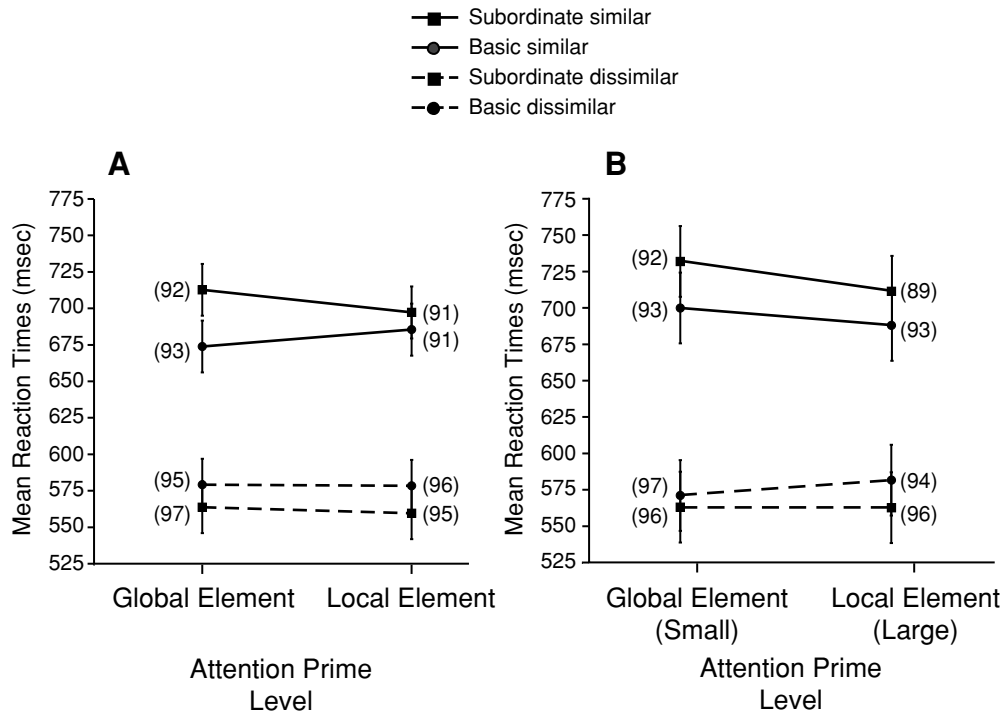 Subordinate similar
Basic similar
Subordinate dissimilar
Basic dissimilar
A
Mean Reaction Times (msec)
775
750
725
700
675
650
625
600
575
550
525
(92)
(93)
(91)
(91)
(95)
(97)
(96)
(95)
Global Element
Local Element
Attention Prime
Level
B
Mean Reaction Times (msec)
775
750
725
700
675
650
625
600
575
550
525
(92)
(93)
(89)
(93)
(97)
(96)
(94)
(96)
Global Element
(Small)
Local Element
(Large)
Attention Prime
Level